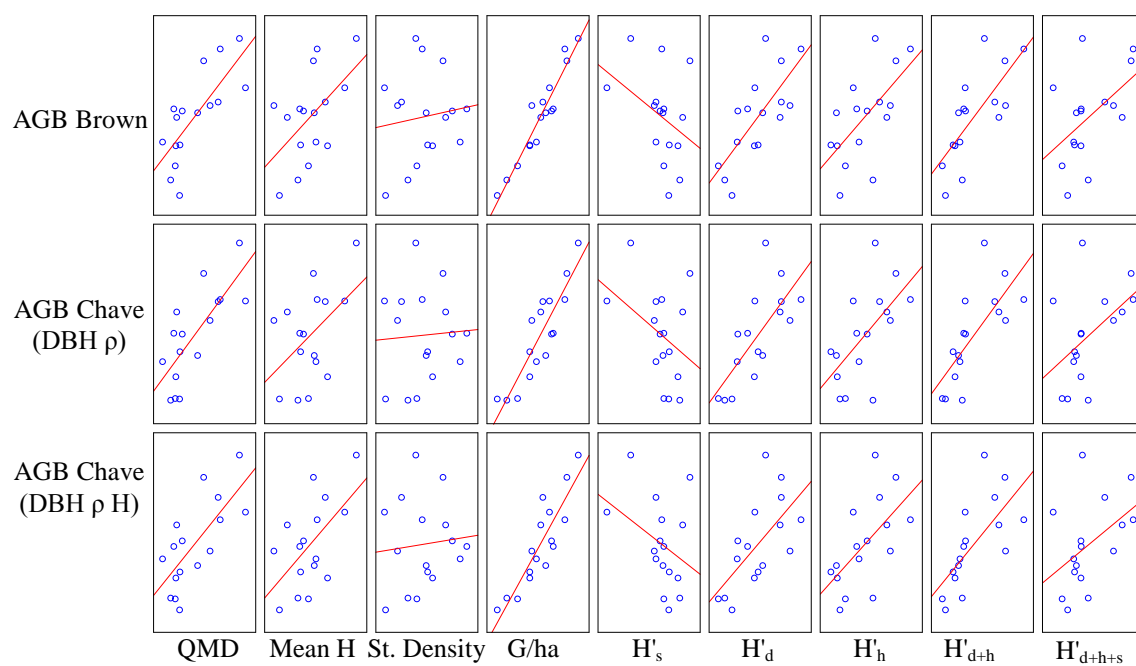 AGB Brown
AGB Chave
(DBH ρ)
AGB Chave
(DBH ρ H)
QMD Mean H St. Density G/ha H's H'd H'h H'd+h H'd+h+s